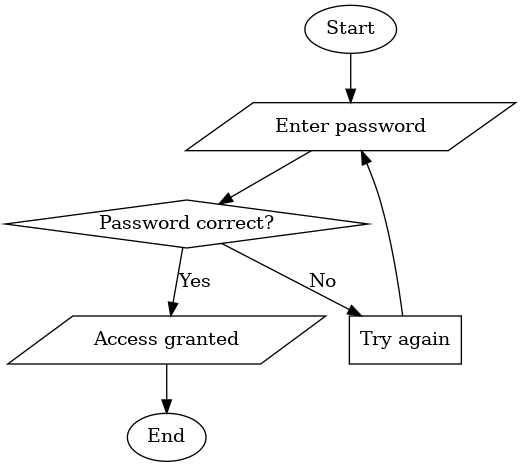 Start
Enter password
Password correct?
Yes
No
Access granted
Try again
End